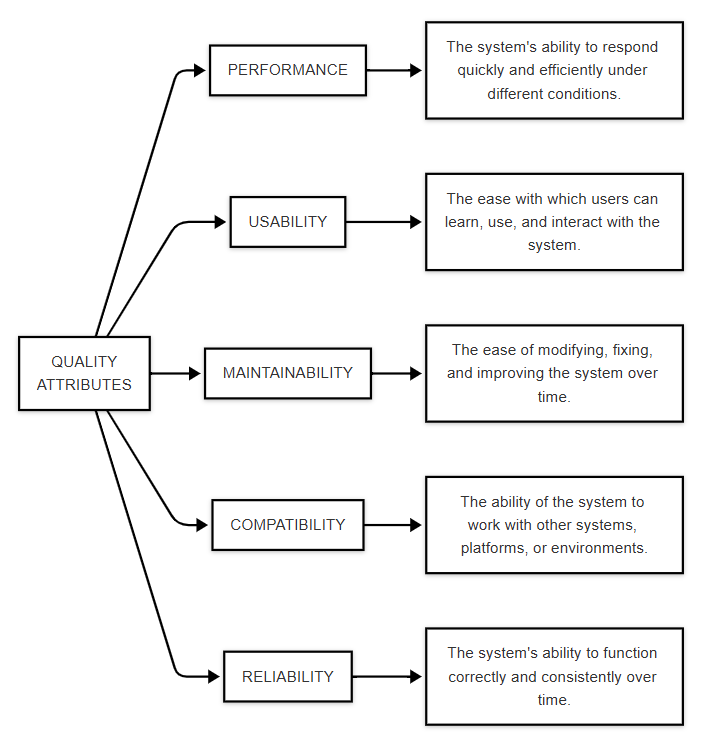 PERFORMANCE
The system's ability to respond
quickly and efficiently under
different conditions.
USABILITY
The ease with which users can
learn, use, and interact with the
system.
QUALITY
ATTRIBUTES
MAINTAINABILITY
The ease of modifying, fixing,
and improving the system over
time.
COMPATIBILITY
The ability of the system to
work with other systems,
platforms, or environments.
RELIABILITY
The system's ability to function
correctly and consistently over
time.